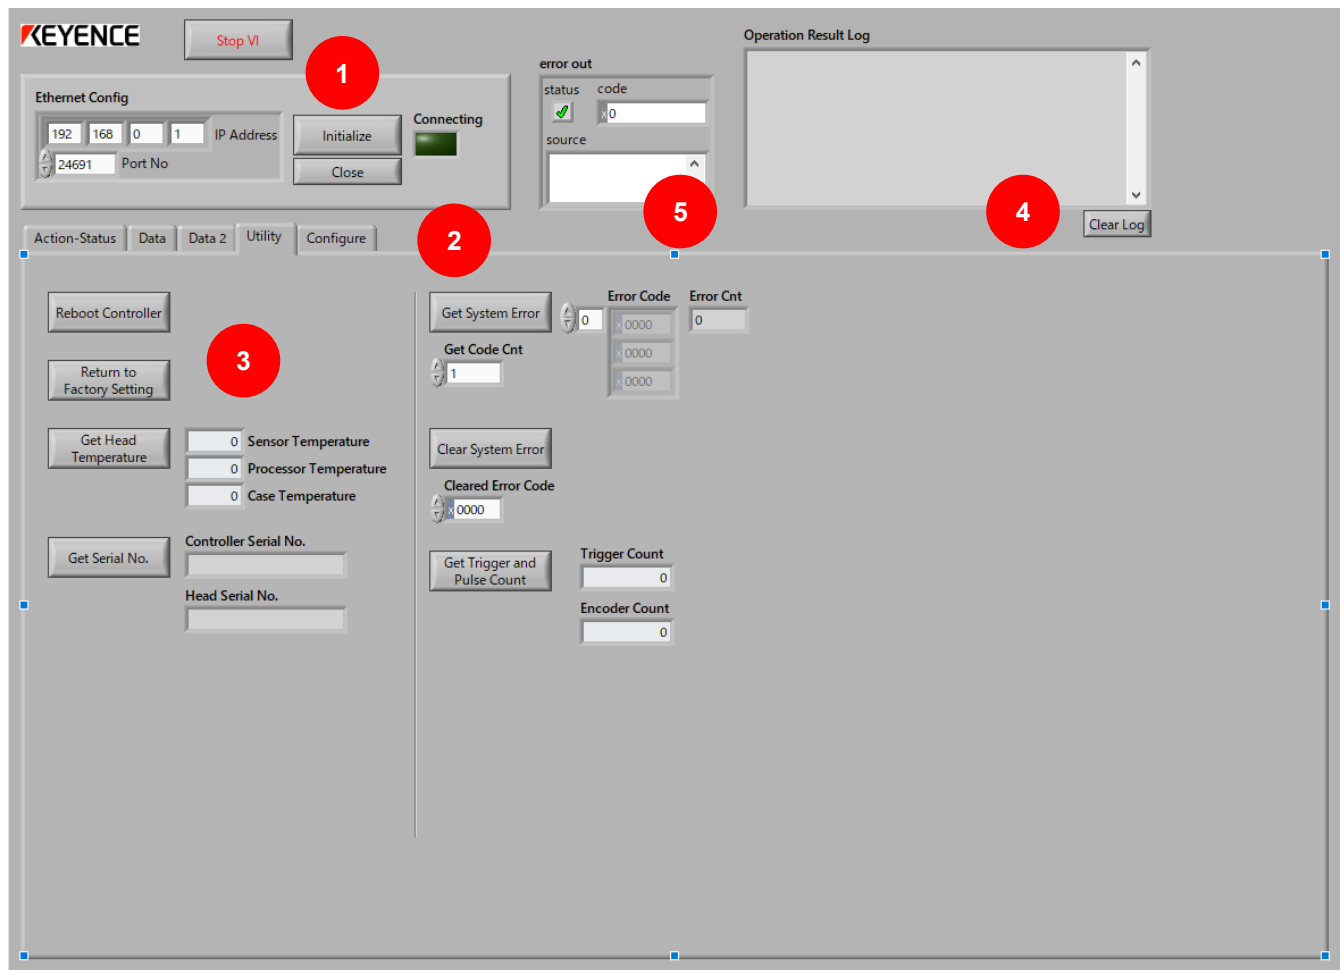 KEYENCE
Stop VI
1
Ethernet Config
192 168 0 1 IP Address
24691 Port No
Initialize
Close
Connecting
error out
status code
x0
source
5
Operation Result Log
4
Clear Log
Action-Status Data Data 2 Utility Configure
2
Reboot Controller
3
Return to
Factory Setting
Get Head
Temperature
0 Sensor Temperature
0 Processor Temperature
0 Case Temperature
Get Serial No.
Controller Serial No.
Head Serial No.
Get System Error
0
Error Code
x 0000
x 0000
x 0000
Error Cnt
0
Get Code Cnt
1
Clear System Error
Cleared Error Code
x 0000
Get Trigger and
Pulse Count
Trigger Count
0
Encoder Count
0